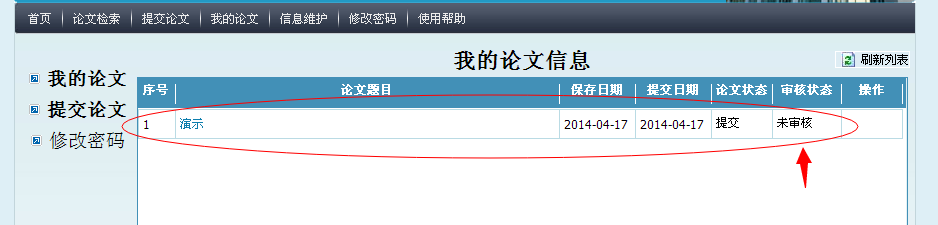 首页 论文检索 提交论文 我的论文 信息维护 修改密码 使用帮助
我的论文信息
刷新列表
我的论文
提交论文
修改密码
序号 论文题目 保存日期 提交日期 论文状态 审核状态 操作
1 演示 2014-04-17 2014-04-17 提交 未审核